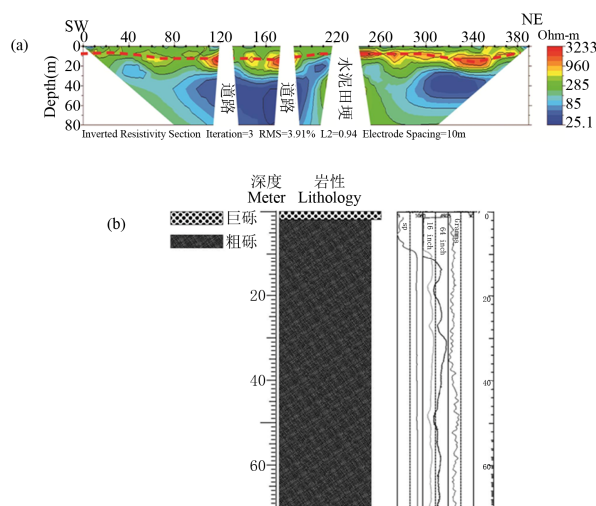 SW
NE
(a)
0 40 80 120 160 220 260 300 340 380
Ohm-m
Depth(m)
0
20
40
60
80
道路
道路
水泥田埂
3233
960
285
85
25.1
Inverted Resistivity Section Iteration=3 RMS=3.91% L2=0.94 Electrode Spacing=10m
(b)
巨砾
粗砾
深度 岩性
Meter Lithology
20
40
60
sp
16 inch
64 inch
Gramma
0
20
40
60